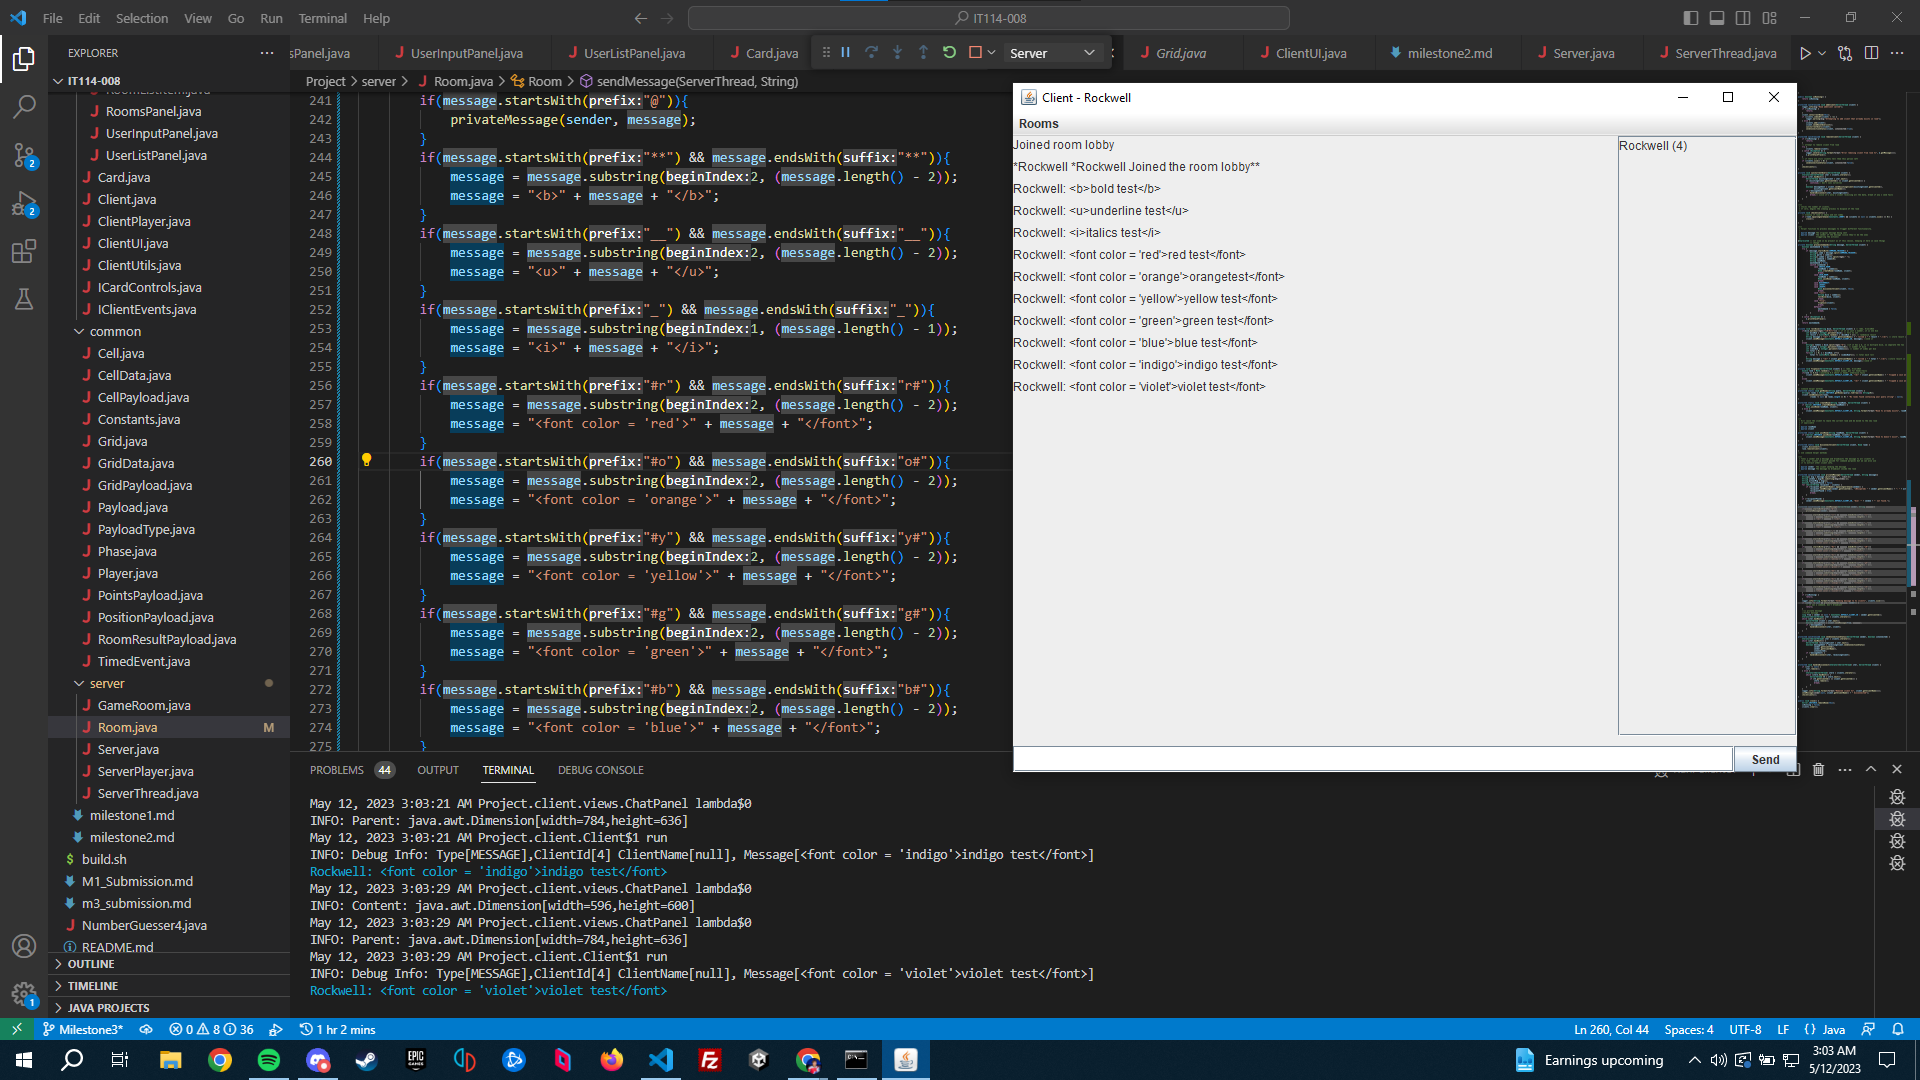 File Edit Selection View Go Run Terminal Help
IT114-008
EXPLORER
sPanel.java UserInputPanel.java UserListPanel.java Card.java Server Grid.java ClientUI.java milestone2.md Server.java ServerThread.java
IT114-008
Project > server > Room.java > Room > sendMessage(ServerThread, String)
RoomsPanel.java
UserInputPanel.java
UserListPanel.java
Card.java
Client.java
ClientPlayer.java
ClientUI.java
ClientUtils.java
ICardControls.java
IClientEvents.java
common
Cell.java
CellData.java
CellPayload.java
Constants.java
Grid.java
GridData.java
GridPayload.java
Payload.java
PayloadType.java
Phase.java
Player.java
PointsPayload.java
PositionPayload.java
RoomResultPayload.java
TimedEvent.java
server
GameRoom.java
Room.java M
Server.java
ServerPlayer.java
ServerThread.java
milestone1.md
milestone2.md
build.sh
M1_Submission.md
m3_submission.md
NumberGuesser4.java
README.md
OUTLINE
TIMELINE
JAVA PROJECTS
2
2
1
241 if(message.startsWith(prefix:"@")){
242 privateMessage(sender, message);
243 }
244 if(message.startsWith(prefix:"**") && message.endsWith(suffix:"**")){
245 message = message.substring(beginIndex:2, (message.length() - 2));
246 message = "<b>" + message + "</b>";
247 }
248 if(message.startsWith(prefix:"__") && message.endsWith(suffix:"__")){
249 message = message.substring(beginIndex:2, (message.length() - 2));
250 message = "<u>" + message + "</u>";
251 }
252 if(message.startsWith(prefix:"_") && message.endsWith(suffix:"_")){
253 message = message.substring(beginIndex:1, (message.length() - 1));
254 message = "<i>" + message + "</i>";
255 }
256 if(message.startsWith(prefix:"#r") && message.endsWith(suffix:"r#")){
257 message = message.substring(beginIndex:2, (message.length() - 2));
258 message = "<font color = 'red'>" + message + "</font>";
259 }
260 if(message.startsWith(prefix:"#o") && message.endsWith(suffix:"o#")){
261 message = message.substring(beginIndex:2, (message.length() - 2));
262 message = "<font color = 'orange'>" + message + "</font>";
263 }
264 if(message.startsWith(prefix:"#y") && message.endsWith(suffix:"y#")){
265 message = message.substring(beginIndex:2, (message.length() - 2));
266 message = "<font color = 'yellow'>" + message + "</font>";
267 }
268 if(message.startsWith(prefix:"#g") && message.endsWith(suffix:"g#")){
269 message = message.substring(beginIndex:2, (message.length() - 2));
270 message = "<font color = 'green'>" + message + "</font>";
271 }
272 if(message.startsWith(prefix:"#b") && message.endsWith(suffix:"b#")){
273 message = message.substring(beginIndex:2, (message.length() - 2));
274 message = "<font color = 'blue'>" + message + "</font>";
275 }
Client - Rockwell
Rooms
Joined room lobby
*Rockwell *Rockwell Joined the room lobby**
Rockwell: <b>bold test</b>
Rockwell: <u>underline test</u>
Rockwell: <i>italics test</i>
Rockwell: <font color = 'red'>red test</font>
Rockwell: <font color = 'orange'>orangetest</font>
Rockwell: <font color = 'yellow'>yellow test</font>
Rockwell: <font color = 'green'>green test</font>
Rockwell: <font color = 'blue'>blue test</font>
Rockwell: <font color = 'indigo'>indigo test</font>
Rockwell: <font color = 'violet'>violet test</font>
Rockwell (4)
Send
PROBLEMS 44 OUTPUT TERMINAL DEBUG CONSOLE
May 12, 2023 3:03:21 AM Project.client.views.ChatPanel lambda$0
INFO: Parent: java.awt.Dimension[width=784,height=636]
May 12, 2023 3:03:21 AM Project.client.Client$1 run
INFO: Debug Info: Type[MESSAGE],ClientId[4] ClientName[null], Message[<font color = 'indigo'>indigo test</font>]
Rockwell: <font color = 'indigo'>indigo test</font>
May 12, 2023 3:03:29 AM Project.client.views.ChatPanel lambda$0
INFO: Content: java.awt.Dimension[width=596,height=600]
May 12, 2023 3:03:29 AM Project.client.views.ChatPanel lambda$0
INFO: Parent: java.awt.Dimension[width=784,height=636]
May 12, 2023 3:03:29 AM Project.client.Client$1 run
INFO: Debug Info: Type[MESSAGE],ClientId[4] ClientName[null], Message[<font color = 'violet'>violet test</font>]
Rockwell: <font color = 'violet'>violet test</font>
Milestone3* 0 8 36 1 hr 2 mins Ln 260, Col 44 Spaces: 4 UTF-8 LF {} Java
EPIC GAMES
Earnings upcoming
3:03 AM
5/12/2023